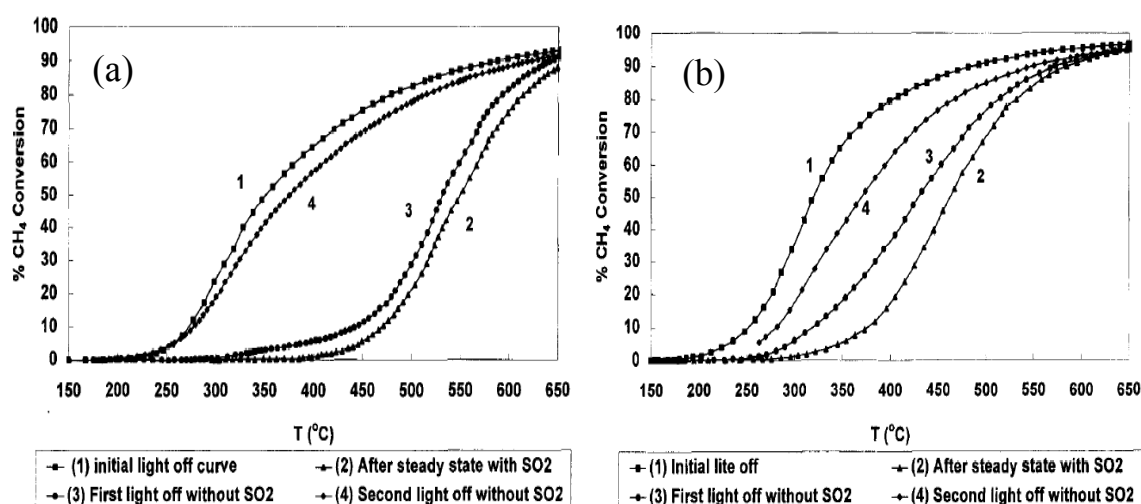 (a)
% CH4 Conversion
100
90
80
70
60
50
40
30
20
10
0
1
4
3
2
150 200 250 300 350 400 450 500 550 600 650
T (°C)
(1) initial light off curve (2) After steady state with SO2
(3) First light off without SO2 (4) Second light off without SO2
(b)
% CH4 Conversion
100
90
80
70
60
50
40
30
20
10
0
1
4
3
2
150 200 250 300 350 400 450 500 550 600 650
T (°C)
(1) Initial lite off (2) After steady state with SO2
(3) First light off without SO2 (4) Second light off without SO2